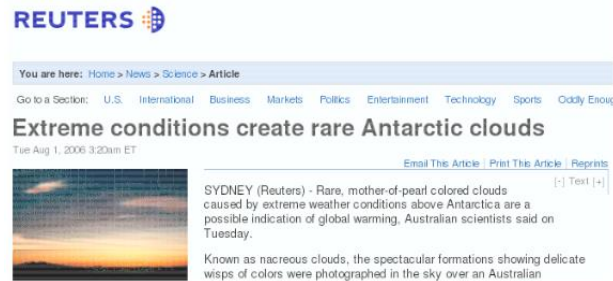 REUTERS
You are here: Home > News > Science > Article
Go to a Section: U.S. International Business Markets Politics Entertainment Technology Sports Oddly Enoug
Extreme conditions create rare Antarctic clouds
Tue Aug 1, 2006 3:20am ET
Email This Article | Print This Article | Reprints
[-] Text [+]
SYDNEY (Reuters) - Rare, mother-of-pearl colored clouds
caused by extreme weather conditions above Antarctica are a
possible indication of global warming, Australian scientists said on
Tuesday.
Known as nacreous clouds, the spectacular formations showing delicate
wisps of colors were photographed in the sky over an Australian